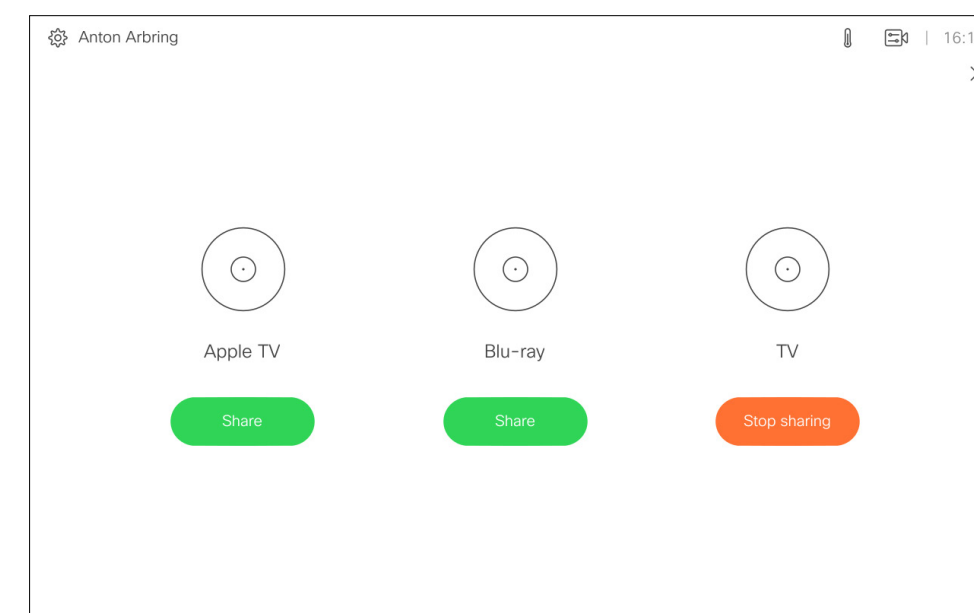 Anton Arbring
| 16:1
Apple TV
Blu-ray
TV
Share
Share
Stop sharing